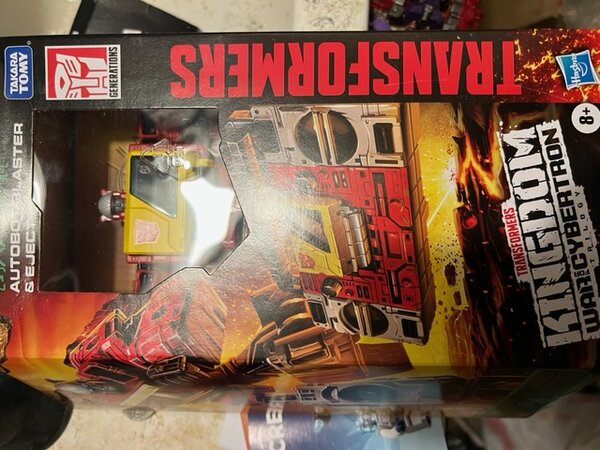 TAKARA
TOMY
GENERATIONS
TRANSFORMERS
Hasbro
8+
TRANSFORMERS
KINGDOM
WAR FOR CYBERTRON
TRILOGY
AUTOBOT BLASTER
& EJECT